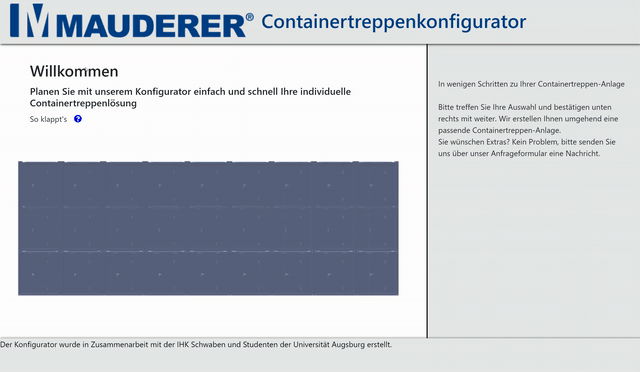 MAUDERER® Containertreppenkonfigurator
Willkommen
Planen Sie mit unserem Konfigurator einfach und schnell Ihre individuelle
Containertreppenlösung
So klappt's ?
In wenigen Schritten zu Ihrer Containertreppen-Anlage
Bitte treffen Sie Ihre Auswahl und bestätigen unten
rechts mit weiter. Wir erstellen Ihnen umgehend eine
passende Containertreppen-Anlage.
Sie wünschen Extras? Kein Problem, bitte senden Sie
uns über unser Anfrageformular eine Nachricht.
Der Konfigurator wurde in Zusammenarbeit mit der IHK Schwaben und Studenten der Universität Augsburg erstellt.